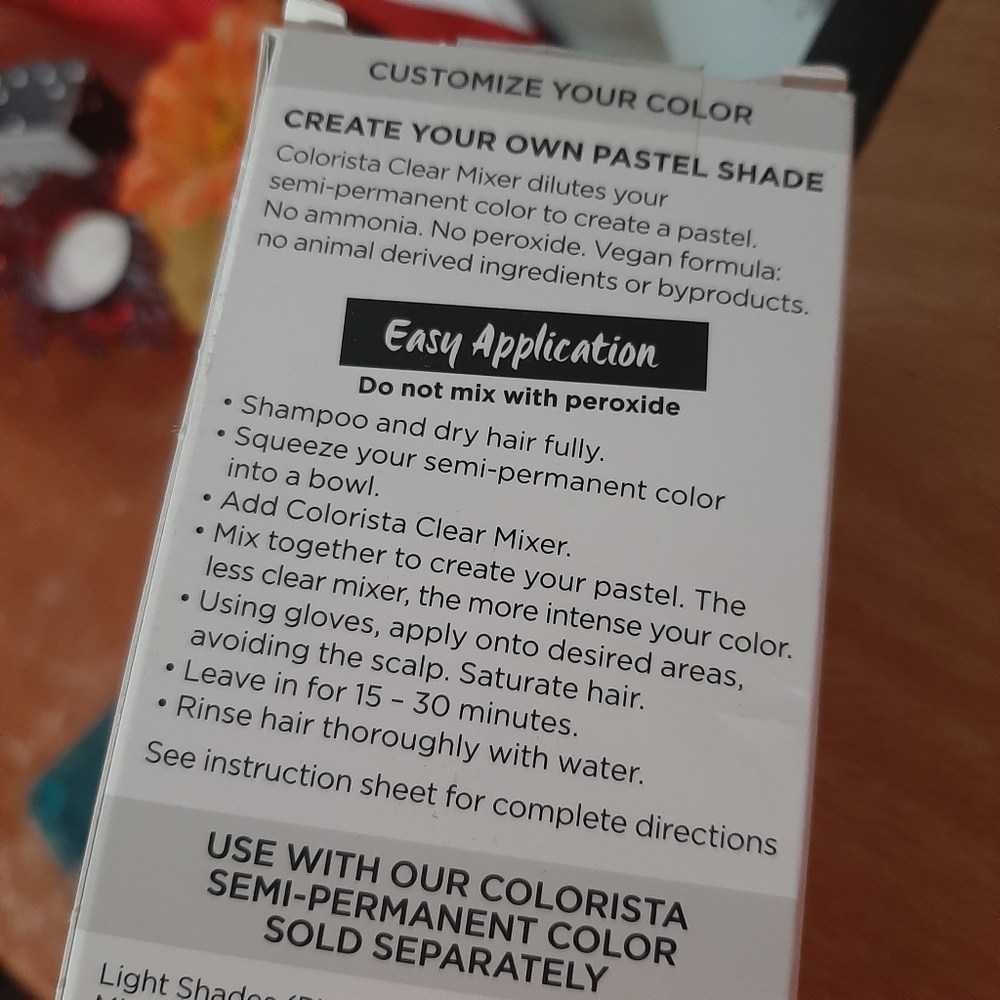 CUSTOMIZE YOUR COLOR
CREATE YOUR OWN PASTEL SHADE
Colorista Clear Mixer dilutes your
semi-permanent color to create a pastel.
No ammonia. No peroxide. Vegan formula:
no animal derived ingredients or byproducts.
Easy Application
Do not mix with peroxide
• Shampoo and dry hair fully.
• Squeeze your semi-permanent color
into a bowl.
• Add Colorista Clear Mixer.
• Mix together to create your pastel. The
less clear mixer, the more intense your color.
• Using gloves, apply onto desired areas,
avoiding the scalp. Saturate hair.
• Leave in for 15 – 30 minutes.
• Rinse hair thoroughly with water.
See instruction sheet for complete directions
USE WITH OUR COLORISTA
SEMI-PERMANENT COLOR
SOLD SEPARATELY
Light Shades